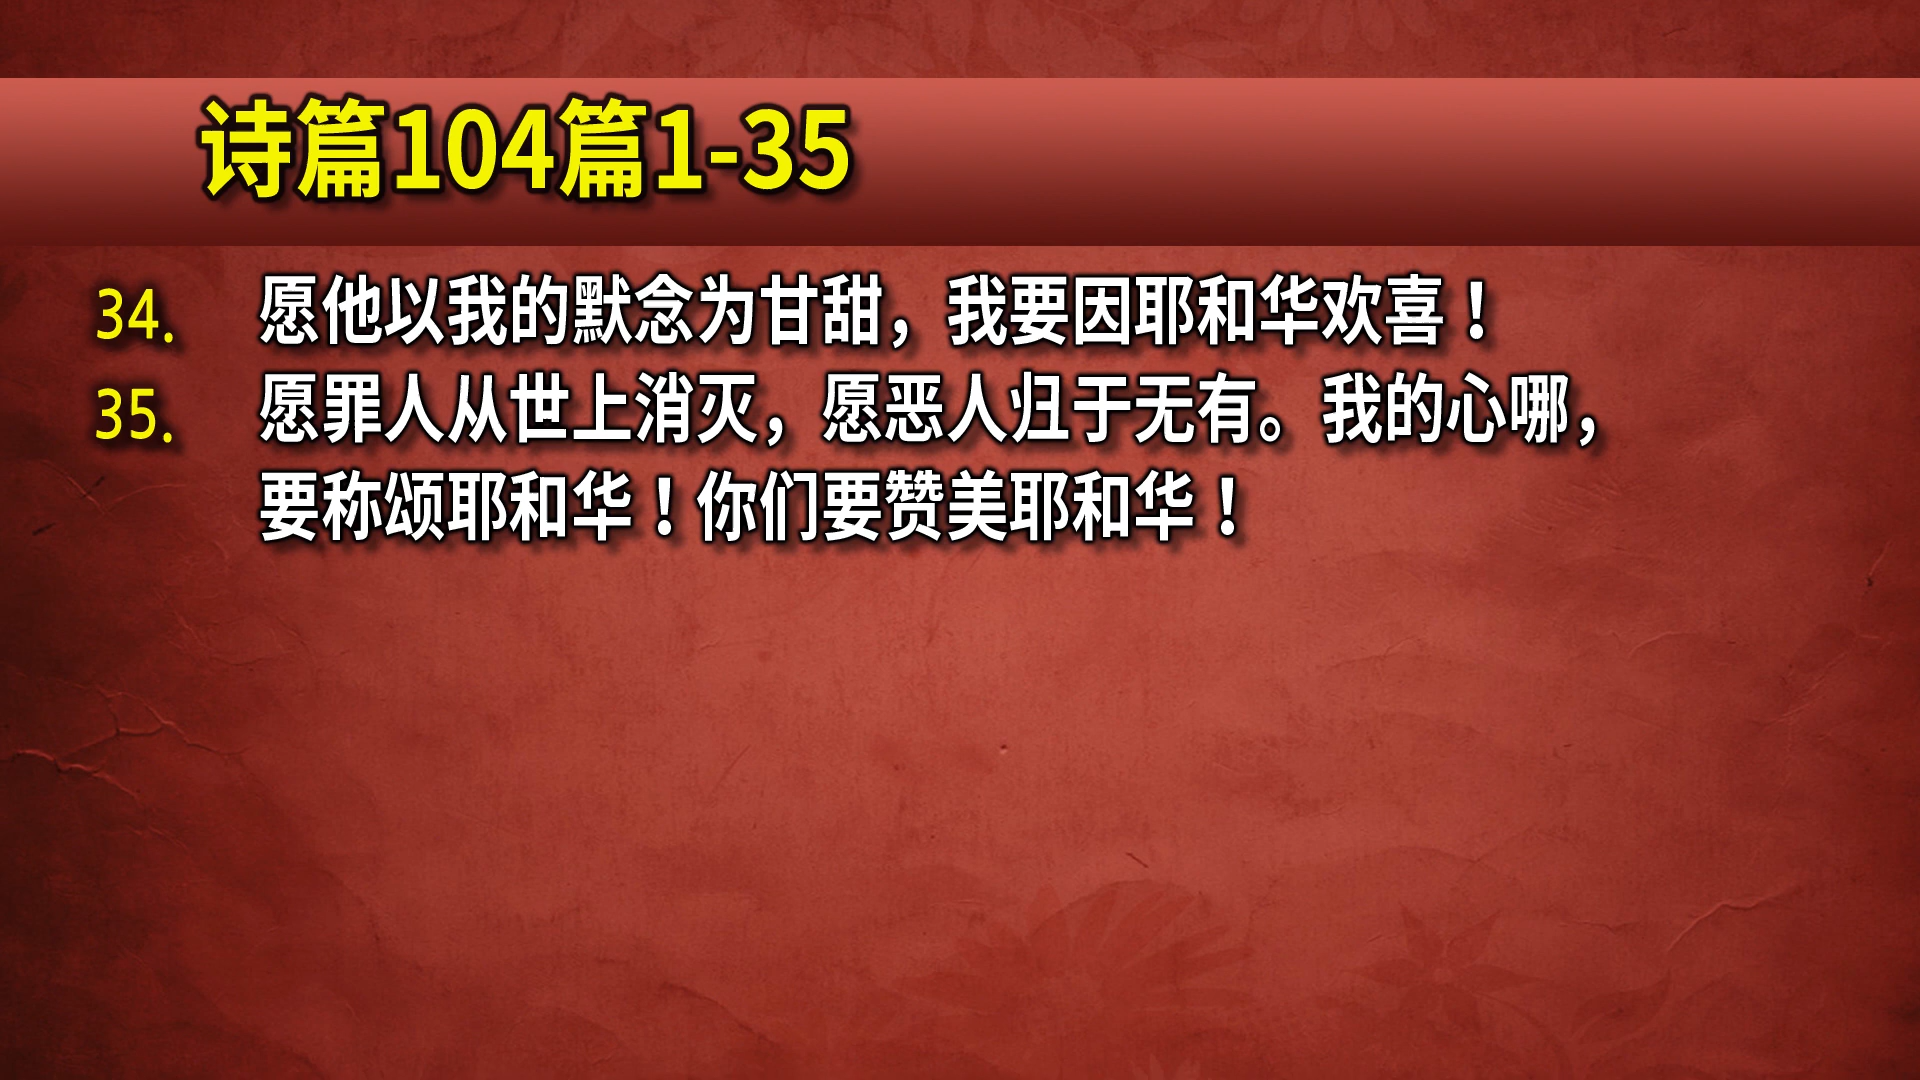 诗篇104篇1-35
34. 愿他以我的默念为甘甜，我要因耶和华欢喜！
35. 愿罪人从世上消灭，愿恶人归于无有。我的心哪，
要称颂耶和华！你们要赞美耶和华！